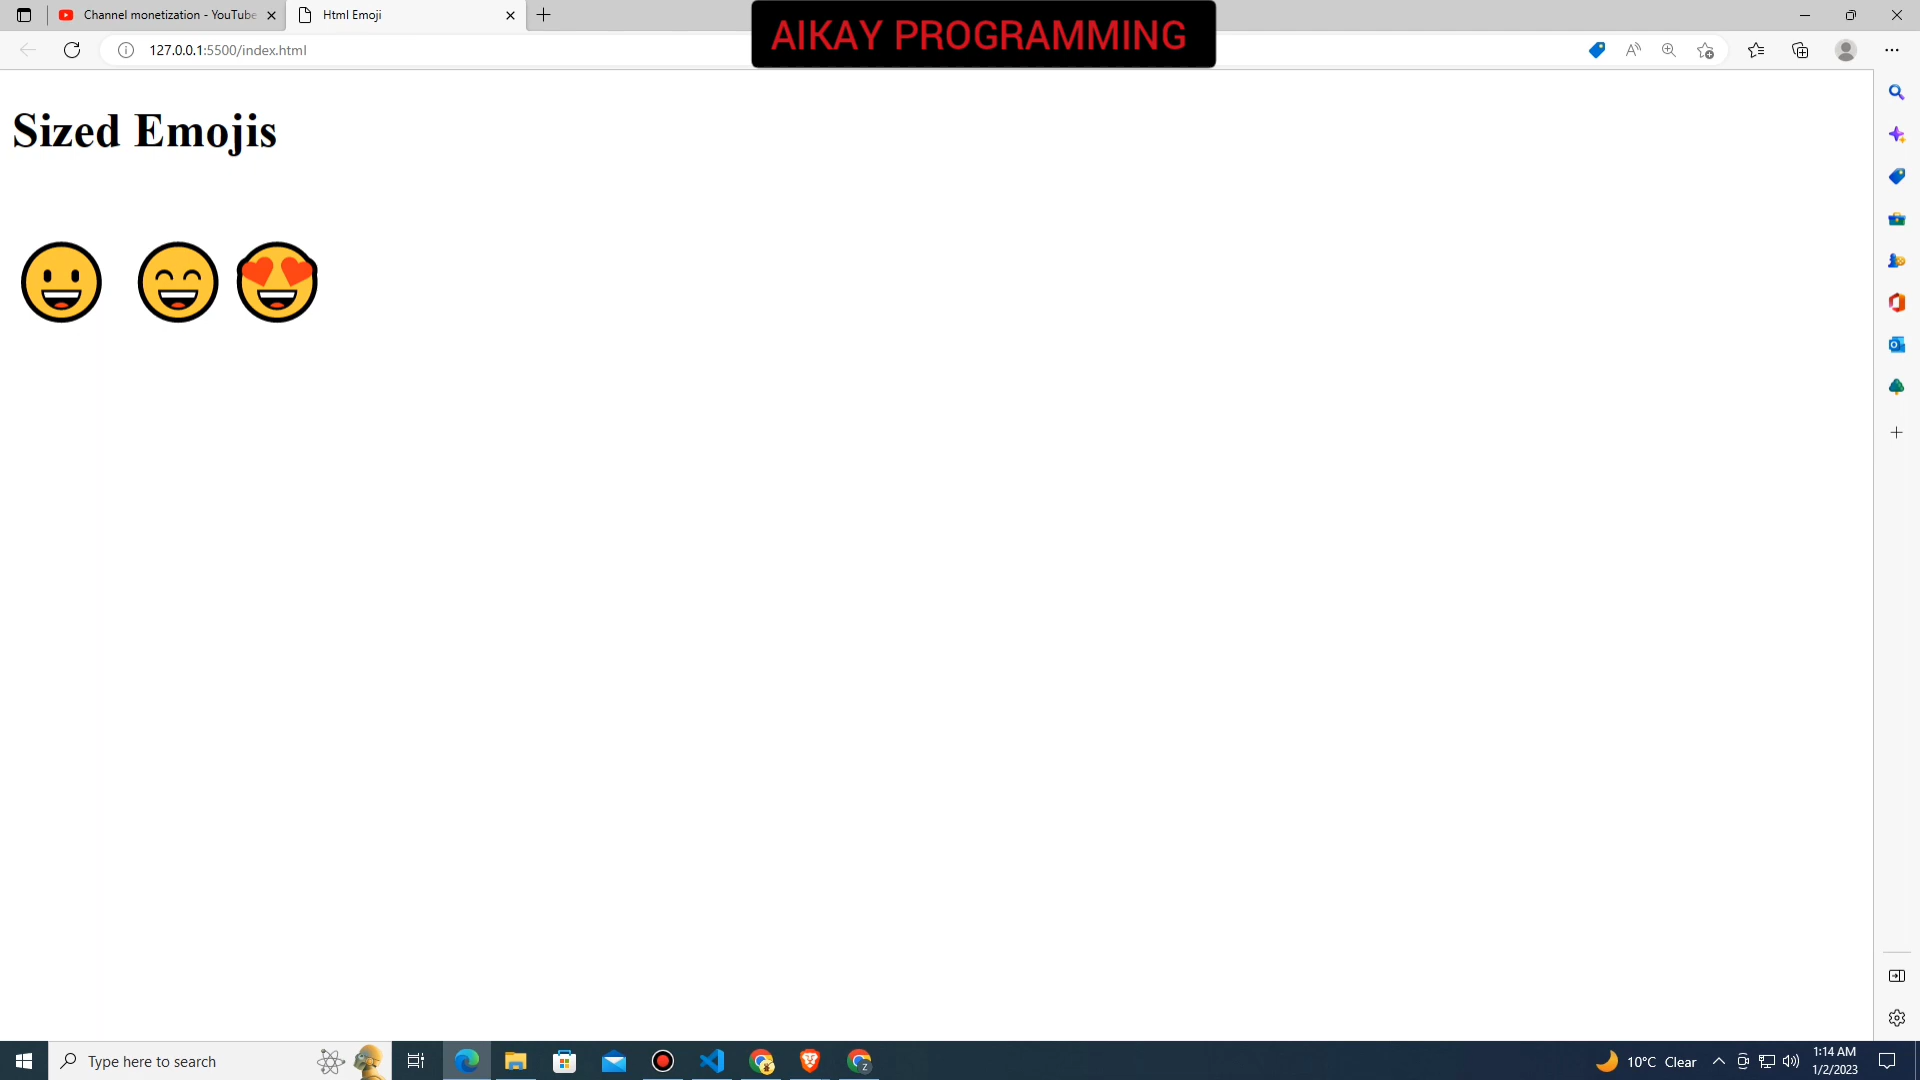 Channel monetization - YouTube
Html Emoji
AIKAY PROGRAMMING
127.0.0.1:5500/index.html
Sized Emojis
😀 😄 😍
Type here to search
10°C Clear
1:14 AM
1/2/2023